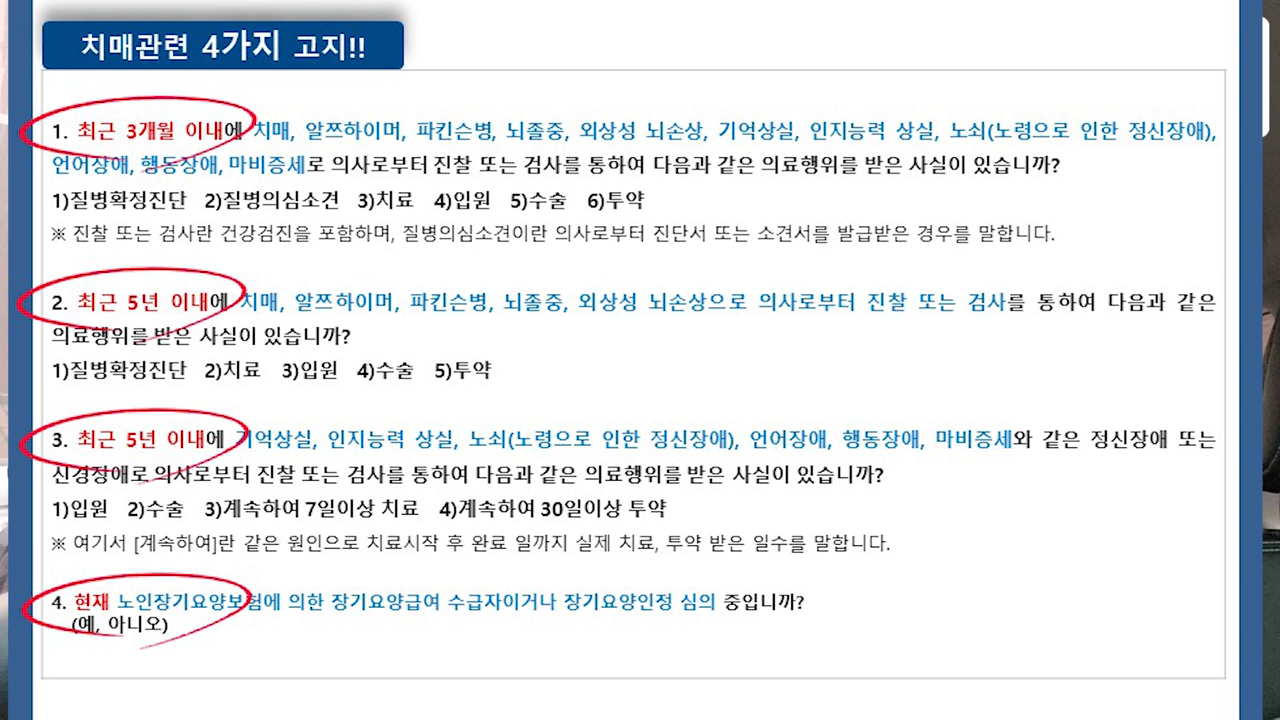 치매관련 4가지 고지!!
1. 최근 3개월 이내에 치매, 알쯔하이머, 파킨슨병, 뇌졸중, 외상성 뇌손상, 기억상실, 인지능력 상실, 노쇠(노령으로 인한 정신장애),
언어장애, 행동장애, 마비증세로 의사로부터 진찰 또는 검사를 통하여 다음과 같은 의료행위를 받은 사실이 있습니까?
1)질병확정진단 2)질병의심소견 3)치료 4)입원 5)수술 6)투약
※ 진찰 또는 검사란 건강검진을 포함하며, 질병의심소견이란 의사로부터 진단서 또는 소견서를 발급받은 경우를 말합니다.
2. 최근 5년 이내에 치매, 알쯔하이머, 파킨슨병, 뇌졸중, 외상성 뇌손상으로 의사로부터 진찰 또는 검사를 통하여 다음과 같은
의료행위를 받은 사실이 있습니까?
1)질병확정진단 2)치료 3)입원 4)수술 5)투약
3. 최근 5년 이내에 기억상실, 인지능력 상실, 노쇠(노령으로 인한 정신장애), 언어장애, 행동장애, 마비증세와 같은 정신장애 또는
신경장애로 의사로부터 진찰 또는 검사를 통하여 다음과 같은 의료행위를 받은 사실이 있습니까?
1)입원 2)수술 3)계속하여 7일이상 치료 4)계속하여 30일이상 투약
※ 여기서 [계속하여]란 같은 원인으로 치료시작 후 완료 일까지 실제 치료, 투약 받은 일수를 말합니다.
4. 현재 노인장기요양보험에 의한 장기요양급여 수급자이거나 장기요양인정 심의 중입니까?
(예, 아니오)